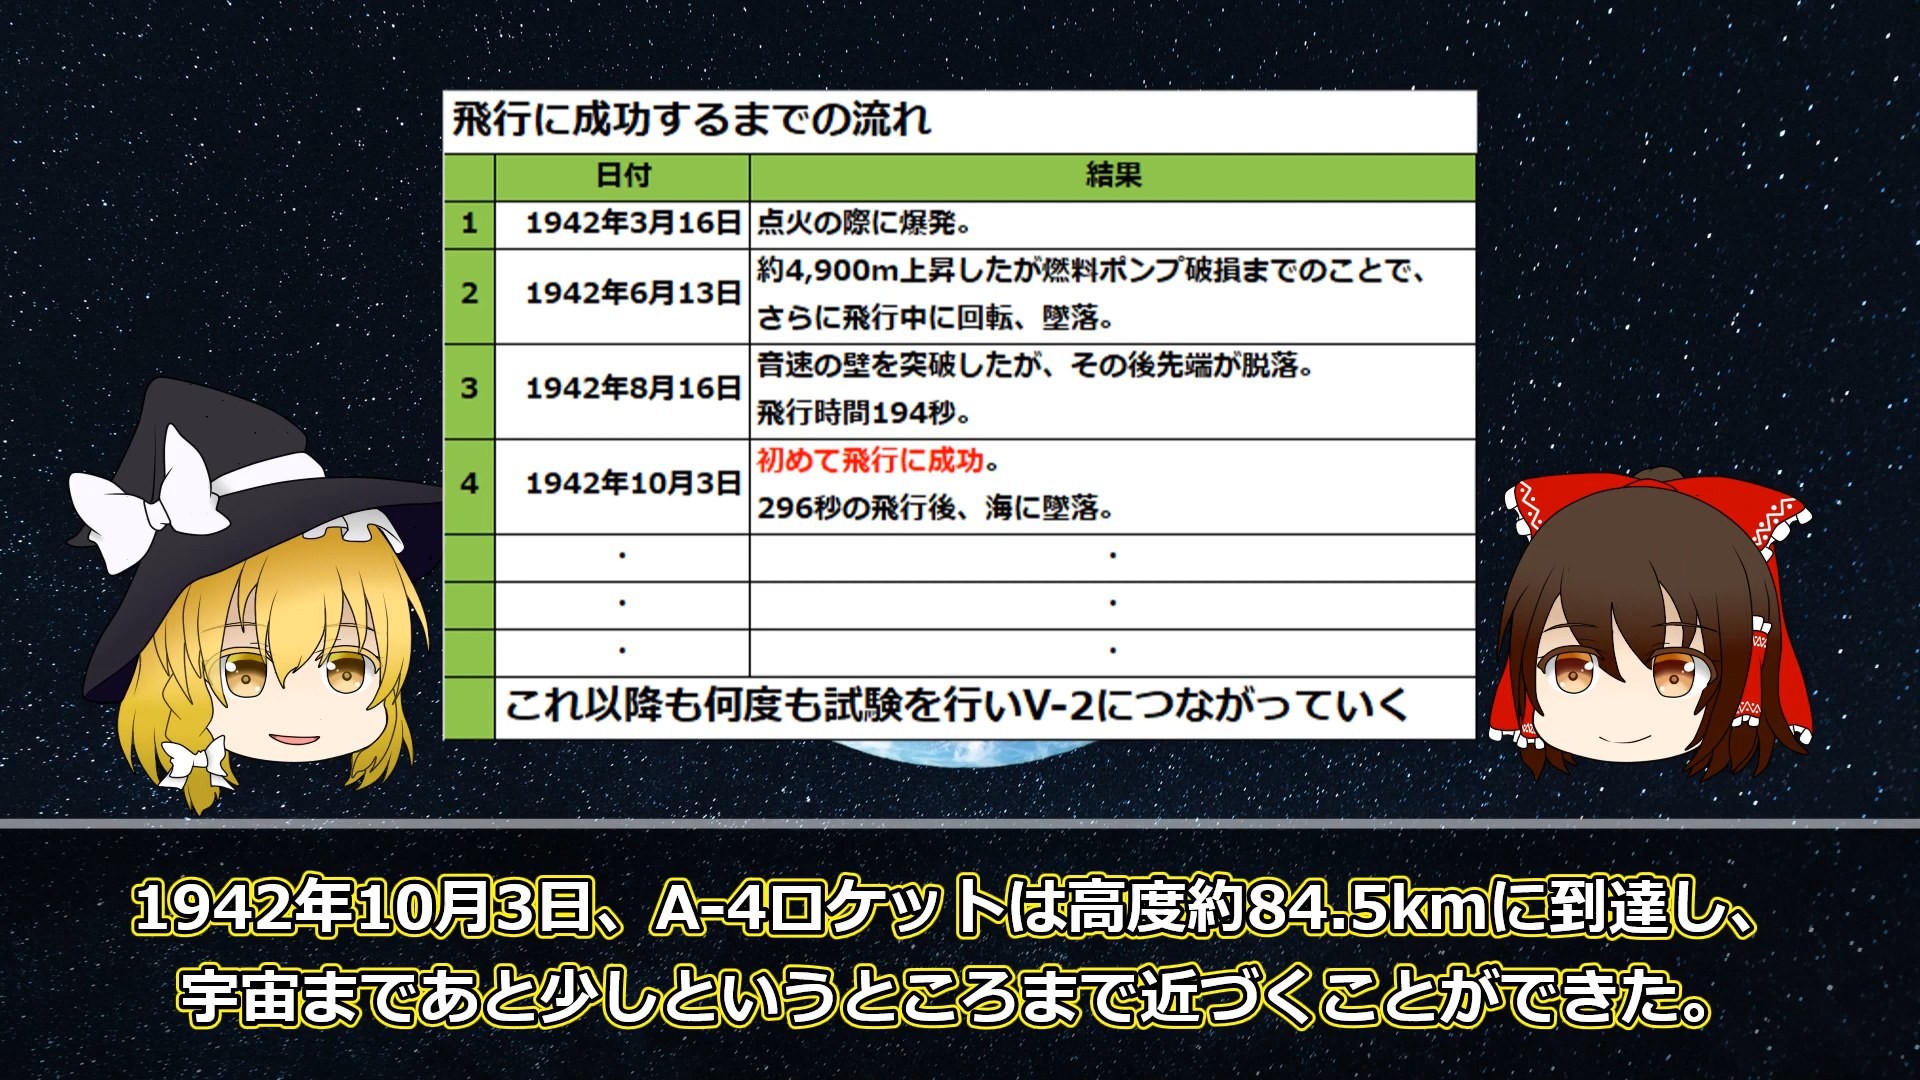 飛行に成功するまでの流れ
日付 結果
1 1942年3月16日 点火の際に爆発。
2 1942年6月13日 約4,900m上昇したが燃料ポンプ破損までのことで、
さらに飛行中に回転、墜落。
3 1942年8月16日 音速の壁を突破したが、その後先端が脱落。
飛行時間194秒。
4 1942年10月3日 初めて飛行に成功。
296秒の飛行後、海に墜落。
・ ・
・ ・
・ ・
これ以降も何度も試験を行いV-2につながっていく
1942年10月3日、A-4ロケットは高度約84.5kmに到達し、
宇宙まであと少しというところまで近づくことができた。